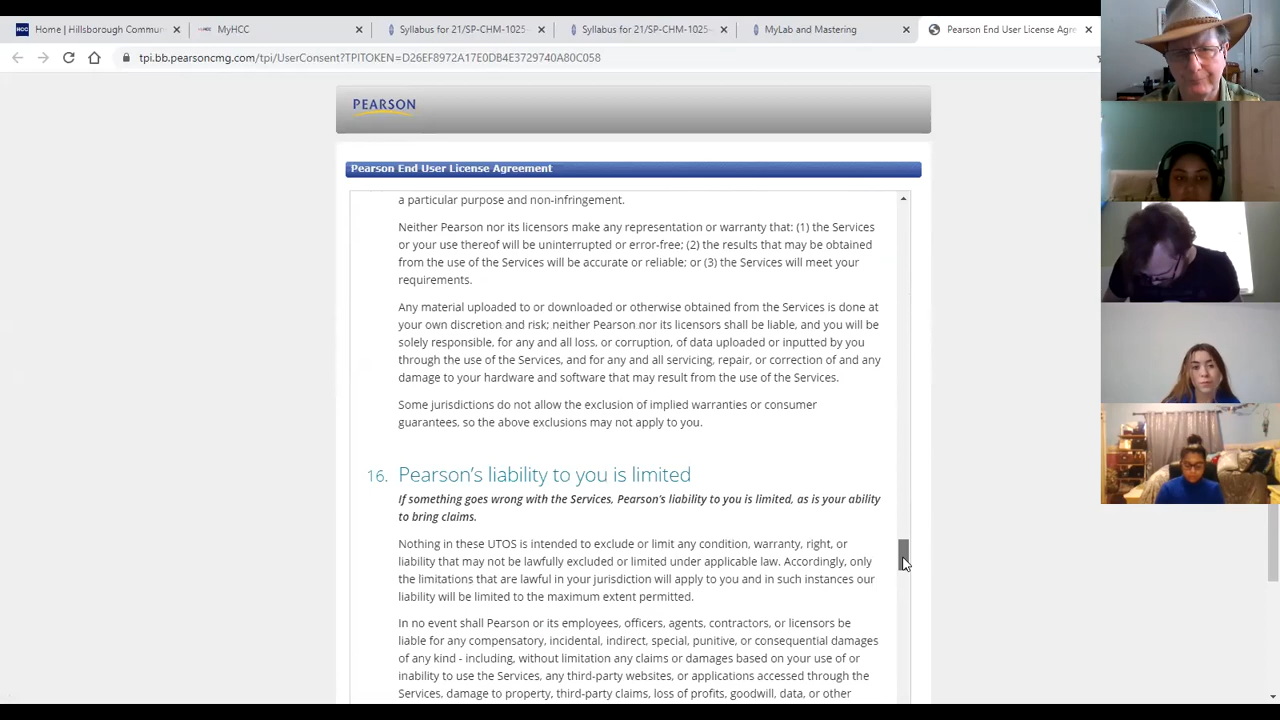 Home | Hillsborough Commun
MyHCC
Syllabus for 21/SP-CHM-1025-
Syllabus for 21/SP-CHM-1025-
MyLab and Mastering
Pearson End User License Agre
tpi.bb.pearsoncmg.com/tpi/UserConsent?TPITOKEN=D26EF8972A17E0DB4E3729740A80C058
PEARSON
Pearson End User License Agreement
a particular purpose and non-infringement.
Neither Pearson nor its licensors make any representation or warranty that: (1) the Services
or your use thereof will be uninterrupted or error-free; (2) the results that may be obtained
from the use of the Services will be accurate or reliable; or (3) the Services will meet your
requirements.
Any material uploaded to or downloaded or otherwise obtained from the Services is done at
your own discretion and risk; neither Pearson nor its licensors shall be liable, and you will be
solely responsible, for any and all loss, or corruption, of data uploaded or inputted by you
through the use of the Services, and for any and all servicing, repair, or correction of and any
damage to your hardware and software that may result from the use of the Services.
Some jurisdictions do not allow the exclusion of implied warranties or consumer
guarantees, so the above exclusions may not apply to you.
16. Pearson's liability to you is limited
If something goes wrong with the Services, Pearson's liability to you is limited, as is your ability
to bring claims.
Nothing in these UTOS is intended to exclude or limit any condition, warranty, right, or
liability that may not be lawfully excluded or limited under applicable law. Accordingly, only
the limitations that are lawful in your jurisdiction will apply to you and in such instances our
liability will be limited to the maximum extent permitted.
In no event shall Pearson or its employees, officers, agents, contractors, or licensors be
liable for any compensatory, incidental, indirect, special, punitive, or consequential damages
of any kind - including, without limitation any claims or damages based on your use of or
inability to use the Services, any third-party websites, or applications accessed through the
Services, damage to property, third-party claims, loss of profits, goodwill, data, or other